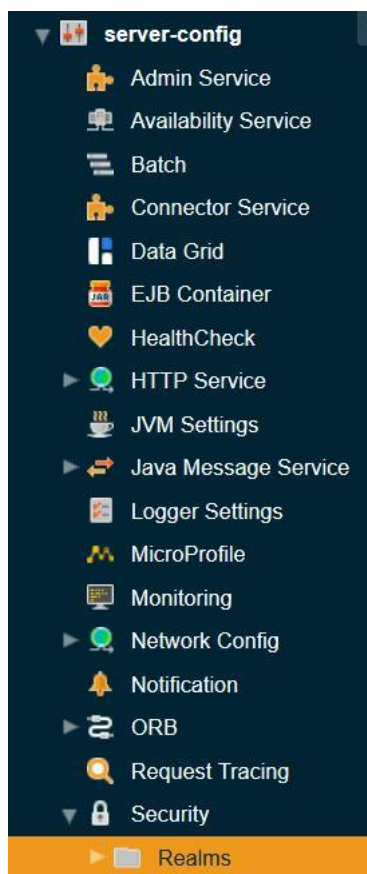 server-config
Admin Service
Availability Service
Batch
Connector Service
Data Grid
EJB Container
HealthCheck
HTTP Service
JVM Settings
Java Message Service
Logger Settings
MicroProfile
Monitoring
Network Config
Notification
ORB
Request Tracing
Security
Realms